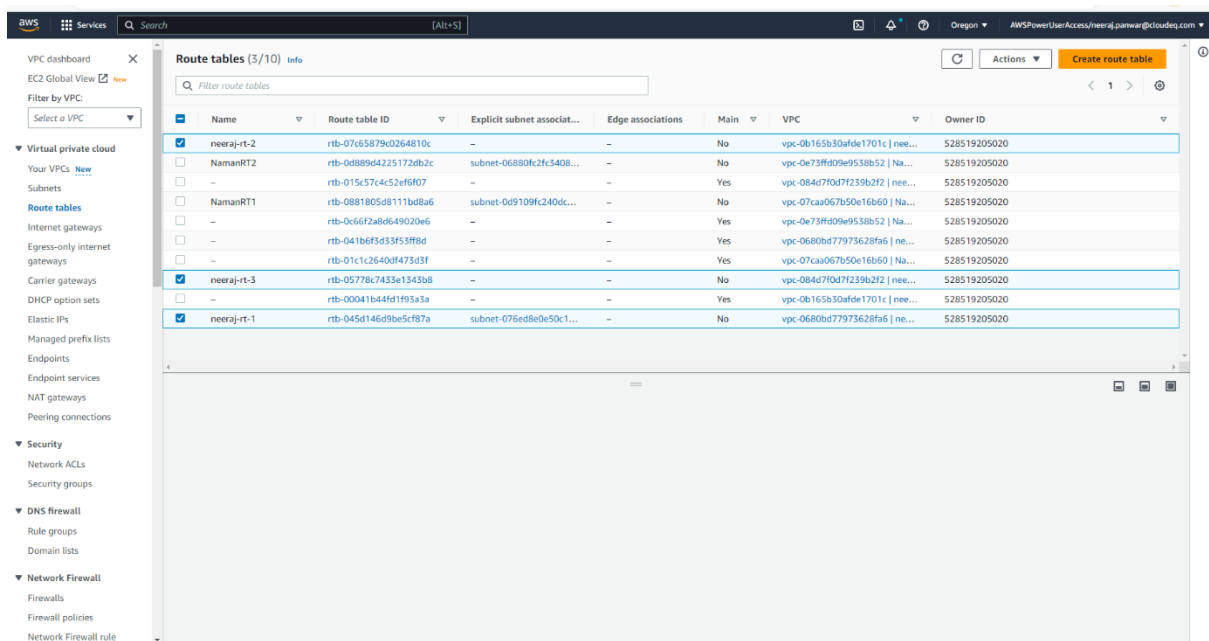 aws Services Search [Alt+S] Oregon ▼ AWSPowerUserAccess/neeraj.panwar@cloudeq.com ▼
VPC dashboard
EC2 Global View New
Filter by VPC:
Select a VPC
Virtual private cloud
Your VPCs New
Subnets
Route tables
Internet gateways
Egress-only internet
gateways
Carrier gateways
DHCP option sets
Elastic IPs
Managed prefix lists
Endpoints
Endpoint services
NAT gateways
Peering connections
Security
Network ACLs
Security groups
DNS firewall
Rule groups
Domain lists
Network Firewall
Firewalls
Firewall policies
Network Firewall rule
Route tables (3/10) Info
Actions ▼ Create route table
Filter route tables
1
Name Route table ID Explicit subnet associat... Edge associations Main VPC Owner ID
neeraj-rt-2 rtb-07c65879c0264810c – – No vpc-0b165b30afde1701c | nee... 528519205020
NamanRT2 rtb-0d889d4225172db2c subnet-06880fc2fc3408... – No vpc-0e73ffd09e9538b52 | Na... 528519205020
– rtb-015c57c4c52ef6f07 – – Yes vpc-084d7f0d7f239b2f2 | nee... 528519205020
NamanRT1 rtb-0881805d8111bd8a6 subnet-0d9109fc240dc... – No vpc-07caa067b50e16b60 | Na... 528519205020
– rtb-0c66f2a8d649020e6 – – Yes vpc-0e73ffd09e9538b52 | Na... 528519205020
– rtb-041b6f3d33f53ff8d – – Yes vpc-0680bd77973628fa6 | ne... 528519205020
– rtb-01c1c2640df473d3f – – Yes vpc-07caa067b50e16b60 | Na... 528519205020
neeraj-rt-3 rtb-05778c7433e1343b8 – – No vpc-084d7f0d7f239b2f2 | nee... 528519205020
– rtb-00041b44fd1f93a3a – – Yes vpc-0b165b30afde1701c | nee... 528519205020
neeraj-rt-1 rtb-045d146d9be5cf87a subnet-076ed8e0e50c1... – No vpc-0680bd77973628fa6 | ne... 528519205020